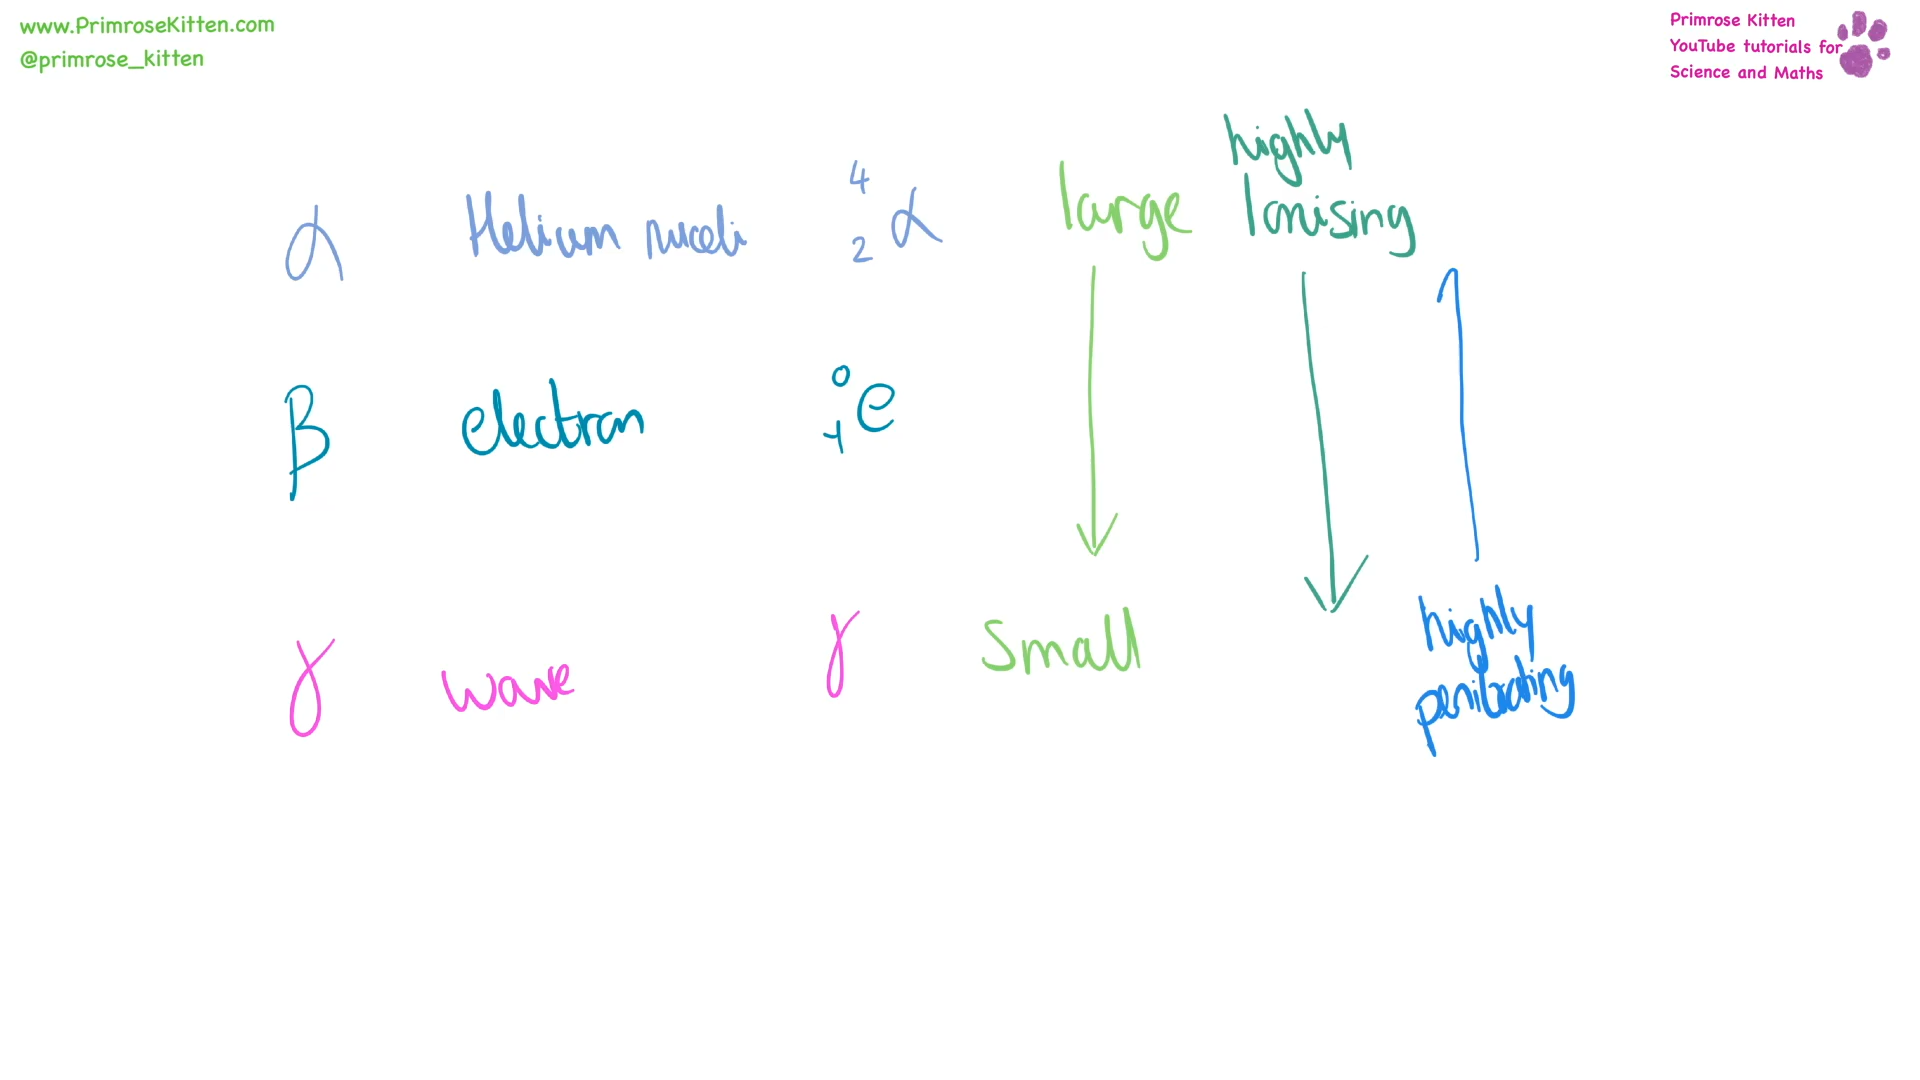 www.PrimroseKitten.com
@primrose_kitten
Primrose Kitten
YouTube tutorials for
Science and Maths
α Helium nuceli 4 2 α large highly Ionising
β electron 0 -1 e
γ wave γ Small highly
penitrating